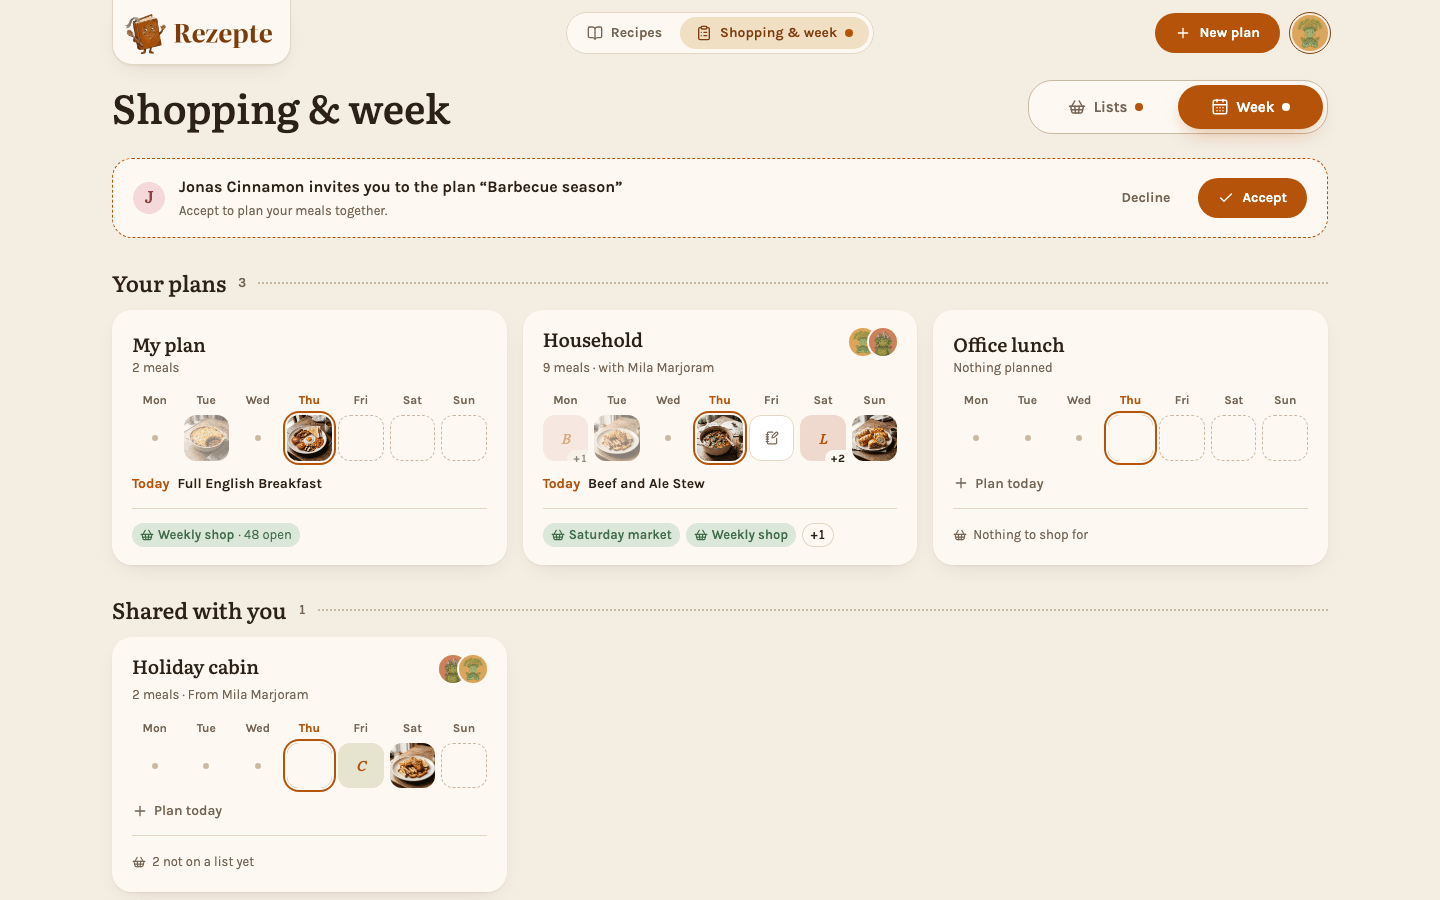 Rezepte
Recipes
Shopping & week
New plan
Shopping & week
Lists
Week
J
Jonas Cinnamon invites you to the plan “Barbecue season”
Accept to plan your meals together.
Decline
Accept
Your plans 3
My plan
2 meals
Mon Tue Wed Thu Fri Sat Sun
Today Full English Breakfast
Weekly shop · 48 open
Household
9 meals · with Mila Marjoram
Mon Tue Wed Thu Fri Sat Sun
B +1 L +2
Today Beef and Ale Stew
Saturday market Weekly shop +1
Office lunch
Nothing planned
Mon Tue Wed Thu Fri Sat Sun
Plan today
Nothing to shop for
Shared with you 1
Holiday cabin
2 meals · From Mila Marjoram
Mon Tue Wed Thu Fri Sat Sun
C
Plan today
2 not on a list yet